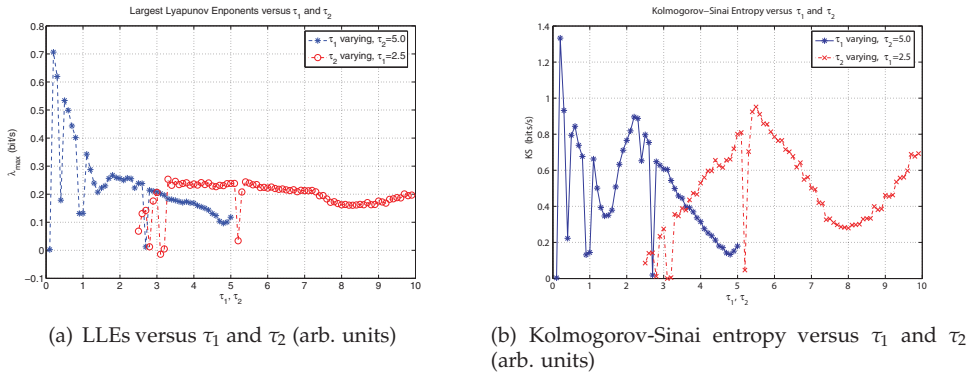 Largest Lyapunov Enponents versus τ₁ and τ₂
λmax (bit/s)
0.8
0.7
0.6
0.5
0.4
0.3
0.2
0.1
0
−0.1
0 1 2 3 4 5 6 7 8 9 10
τ₁, τ₂
τ₁ varying, τ₂=5.0
τ₂ varying, τ₁=2.5
(a) LLEs versus τ₁ and τ₂ (arb. units)
Kolmogorov−Sinai Entropy versus τ₁ and τ₂
KS (bits/s)
1.4
1.2
1
0.8
0.6
0.4
0.2
0
0 1 2 3 4 5 6 7 8 9 10
τ₁, τ₂
τ₁ varying, τ₂=5.0
τ₂ varying, τ₁=2.5
(b) Kolmogorov-Sinai entropy versus τ₁ and τ₂
(arb. units)